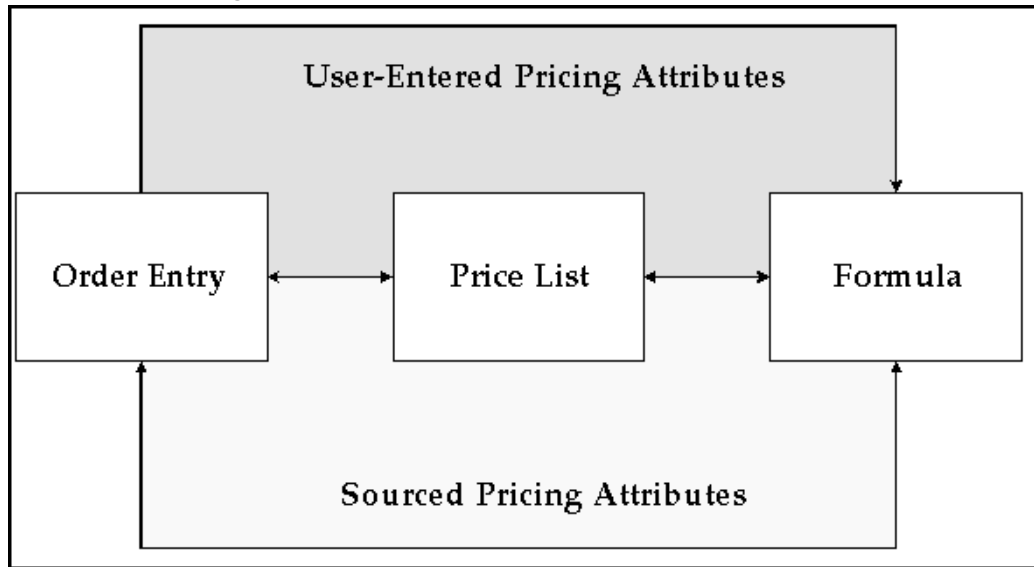 User-Entered Pricing Attributes
Order Entry
Price List
Formula
Sourced Pricing Attributes